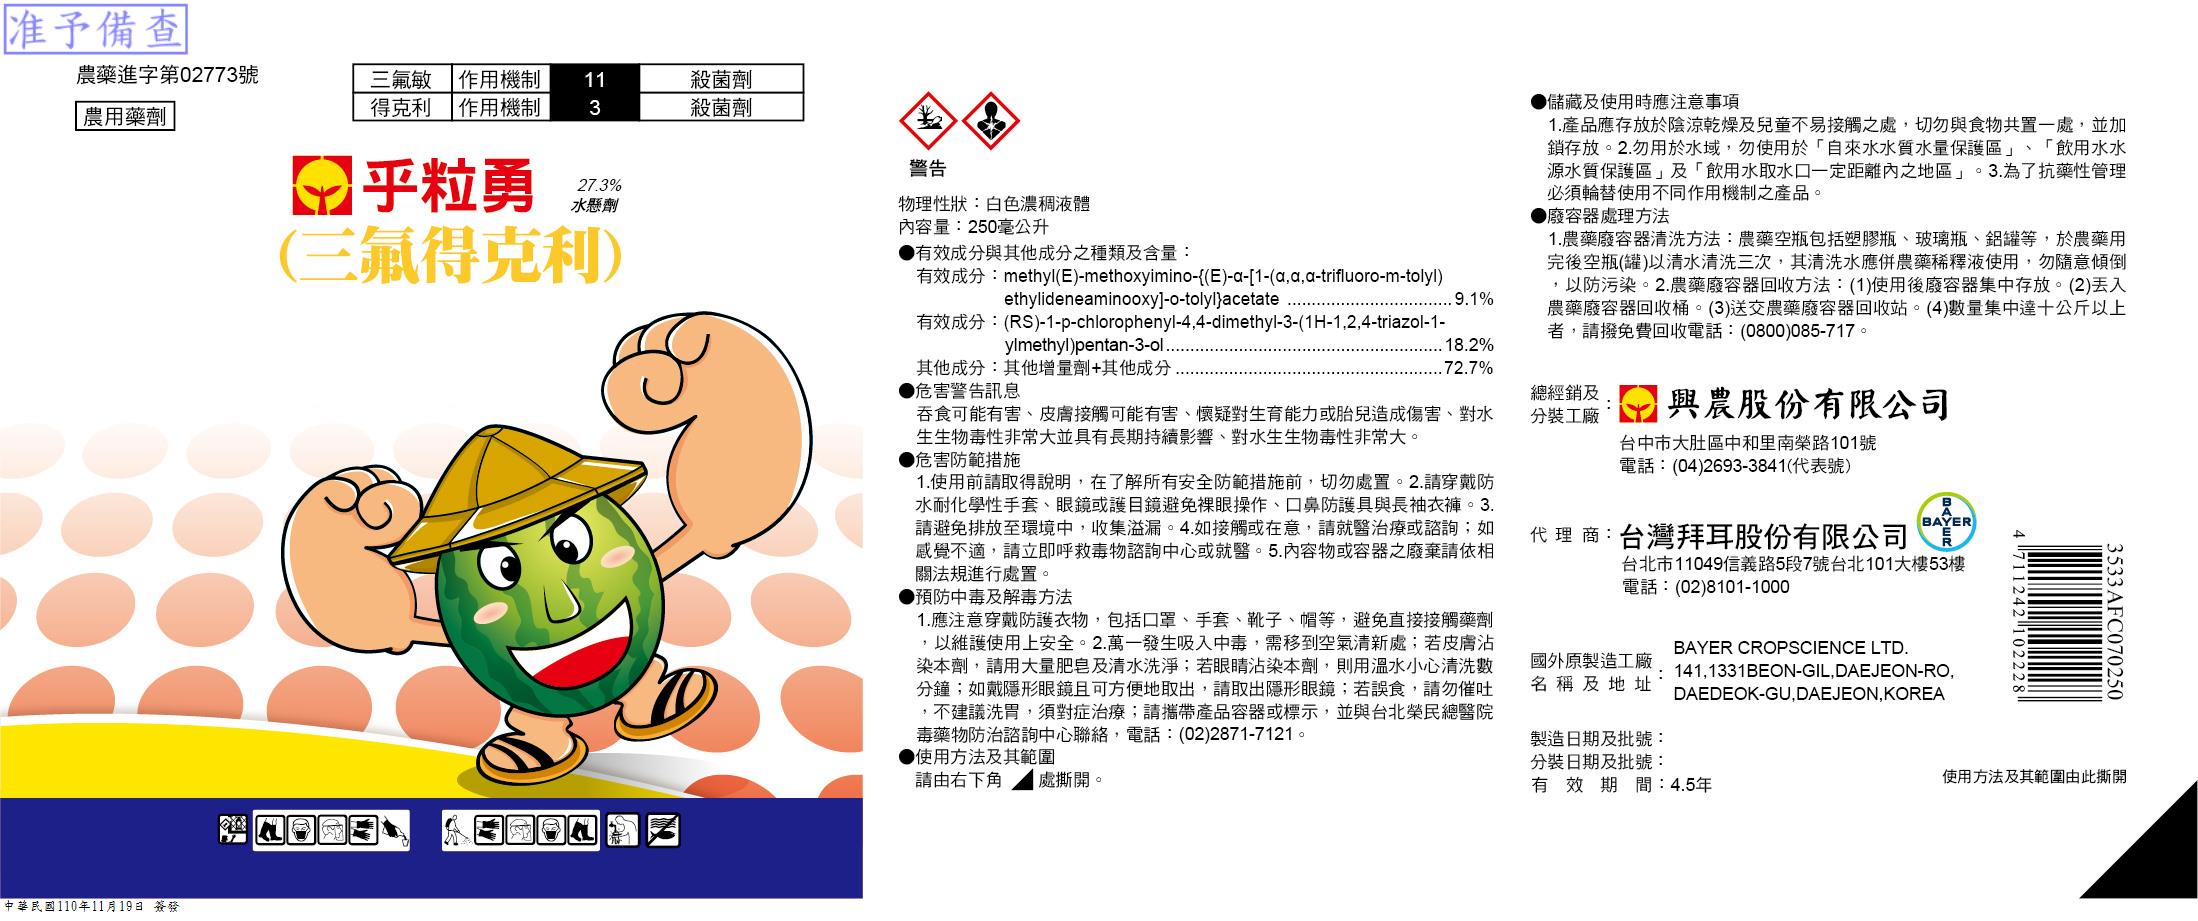 准予備查
農藥進字第02773號
農用藥劑
三氟敏 作用機制 11 殺菌劑
得克利 作用機制 3 殺菌劑
乎粒勇
27.3%
水懸劑
(三氟得克利)
中華民國110年11月19日 簽發
警告
物理性狀：白色濃稠液體
內容量：250毫公升
●有效成分與其他成分之種類及含量：
有效成分：methyl(E)-methoxyimino-{(E)-α-[1-(α,α,α-trifluoro-m-tolyl)
ethylideneaminooxy]-o-tolyl}acetate ................................. 9.1%
有效成分：(RS)-1-p-chlorophenyl-4,4-dimethyl-3-(1H-1,2,4-triazol-1-
ylmethyl)pentan-3-ol....................................................... 18.2%
其他成分：其他增量劑+其他成分 ..................................................... 72.7%
●危害警告訊息
吞食可能有害、皮膚接觸可能有害、懷疑對生育能力或胎兒造成傷害、對水
生生物毒性非常大並具有長期持續影響、對水生生物毒性非常大。
●危害防範措施
1.使用前請取得說明，在了解所有安全防範措施前，切勿處置。2.請穿戴防
水耐化學性手套、眼鏡或護目鏡避免裸眼操作、口鼻防護具與長袖衣褲。3.
請避免排放至環境中，收集溢漏。4.如接觸或在意，請就醫治療或諮詢；如
感覺不適，請立即呼救毒物諮詢中心或就醫。5.內容物或容器之廢棄請依相
關法規進行處置。
●預防中毒及解毒方法
1.應注意穿戴防護衣物，包括口罩、手套、靴子、帽等，避免直接接觸藥劑
，以維護使用上安全。2.萬一發生吸入中毒，需移到空氣清新處；若皮膚沾
染本劑，請用大量肥皂及清水洗淨；若眼睛沾染本劑，則用溫水小心清洗數
分鐘；如戴隱形眼鏡且可方便地取出，請取出隱形眼鏡；若誤食，請勿催吐
，不建議洗胃，須對症治療；請攜帶產品容器或標示，並與台北榮民總醫院
毒藥物防治諮詢中心聯絡，電話：(02)2871-7121。
●使用方法及其範圍
請由右下角 處撕開。
●儲藏及使用時應注意事項
1.產品應存放於陰涼乾燥及兒童不易接觸之處，切勿與食物共置一處，並加
鎖存放。2.勿用於水域，勿使用於「自來水水質水量保護區」、「飲用水水
源水質保護區」及「飲用水取水口一定距離內之地區」。3.為了抗藥性管理
必須輪替使用不同作用機制之產品。
●廢容器處理方法
1.農藥廢容器清洗方法：農藥空瓶包括塑膠瓶、玻璃瓶、鋁罐等，於農藥用
完後空瓶(罐)以清水清洗三次，其清洗水應併農藥稀釋液使用，勿隨意傾倒
，以防污染。2.農藥廢容器回收方法：(1)使用後廢容器集中存放。(2)丟入
農藥廢容器回收桶。(3)送交農藥廢容器回收站。(4)數量集中達十公斤以上
者，請撥免費回收電話：(0800)085-717。
總經銷及
分裝工廠：興農股份有限公司
台中市大肚區中和里南榮路101號
電話：(04)2693-3841(代表號)
代理商：台灣拜耳股份有限公司
BAYER
BAYER
台北市11049信義路5段7號台北101大樓53樓
電話：(02)8101-1000
國外原製造工廠
名稱及地址：
BAYER CROPSCIENCE LTD.
141,1331BEON-GIL,DAEJEON-RO,
DAEDEOK-GU,DAEJEON,KOREA
製造日期及批號：
分裝日期及批號：
有效期間：4.5年
3533AFC070250
4 711242 102228
使用方法及其範圍由此撕開